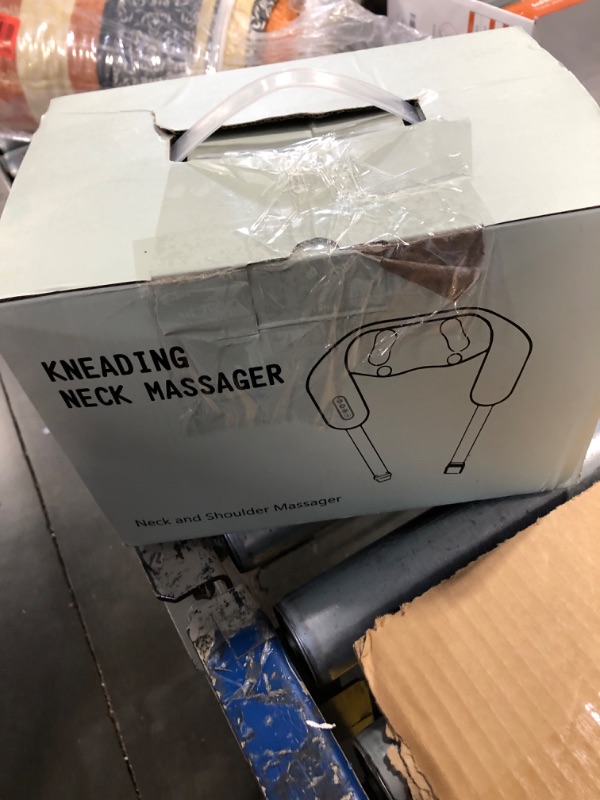 KNEADING
NECK MASSAGER
Neck and Shoulder Massager